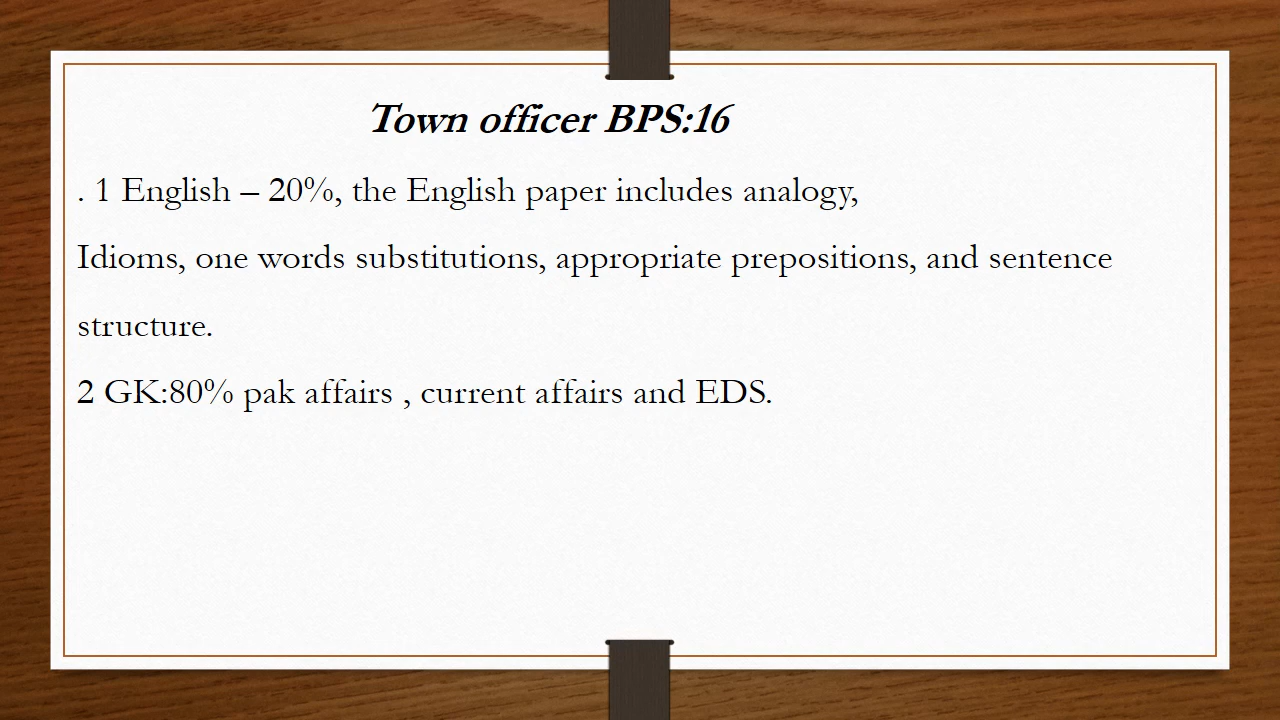 Town officer BPS:16
. 1 English – 20%, the English paper includes analogy,
Idioms, one words substitutions, appropriate prepositions, and sentence
structure.
2 GK:80% pak affairs , current affairs and EDS.